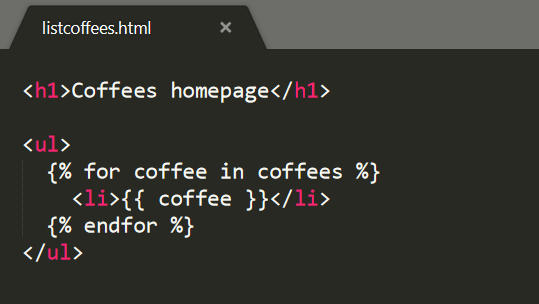 listcoffees.html ×
<h1>Coffees homepage</h1>
<ul>
{% for coffee in coffees %}
<li>{{ coffee }}</li>
{% endfor %}
</ul>